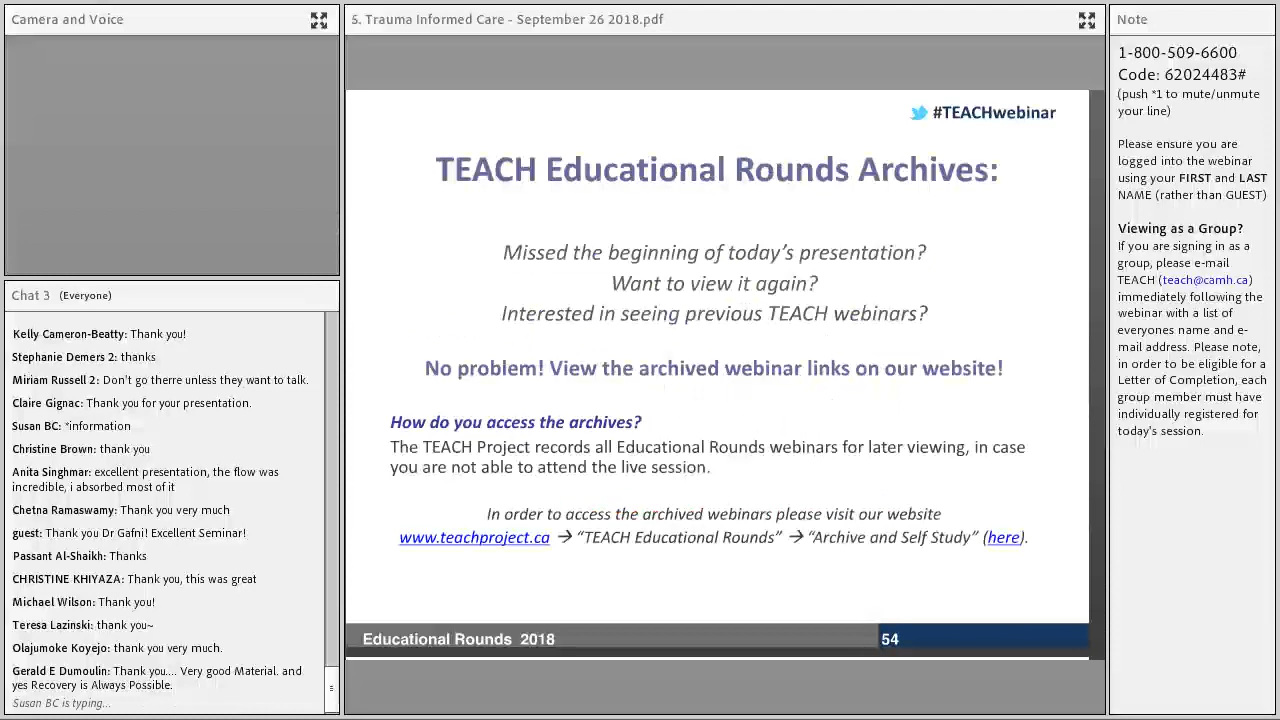 Camera and Voice
Chat 3 (Everyone)
Kelly Cameron-Beatty: Thank you!
Stephanie Demers 2: thanks
Miriam Russell 2: Don't go therre unless they want to talk.
Claire Gignac: Thank you for your presentation.
Susan BC: *information
Christine Brown: thank you
Anita Singhmar: excellent presentation, the flow was
incredible, i absorbed most of it
Chetna Ramaswamy: Thank you very much
guest: Thank you Dr Gafni! Excellent Seminar!
Passant Al-Shaikh: Thanks
CHRISTINE KHIYAZA: Thank you, this was great
Michael Wilson: Thank you!
Teresa Lazinski: thank you~
Olajumoke Koyejo: thank you very much.
Gerald E Dumoulin: Thank you.... Very good Material. and
yes Recovery is Always Possible.
Susan BC is typing...
5. Trauma Informed Care - September 26 2018.pdf
#TEACHwebinar
TEACH Educational Rounds Archives:
Missed the beginning of today's presentation?
Want to view it again?
Interested in seeing previous TEACH webinars?
No problem! View the archived webinar links on our website!
How do you access the archives?
The TEACH Project records all Educational Rounds webinars for later viewing, in case
you are not able to attend the live session.
In order to access the archived webinars please visit our website
www.teachproject.ca → “TEACH Educational Rounds” → “Archive and Self Study” (here).
Educational Rounds 2018
54
Note
1-800-509-6600
Code: 62024483#
(push *1 to mute/unmute
your line)
Please ensure you are
logged into the webinar
using your FIRST and LAST
NAME (rather than GUEST)
Viewing as a Group?
If you are signing in as a
group, please e-mail
TEACH (teach@camh.ca)
immediately following the
webinar with a list of
everyones name and e-
mail address. Please note,
in order to be eligible for a
Letter of Completion, each
group member must have
individually registered for
today's session.